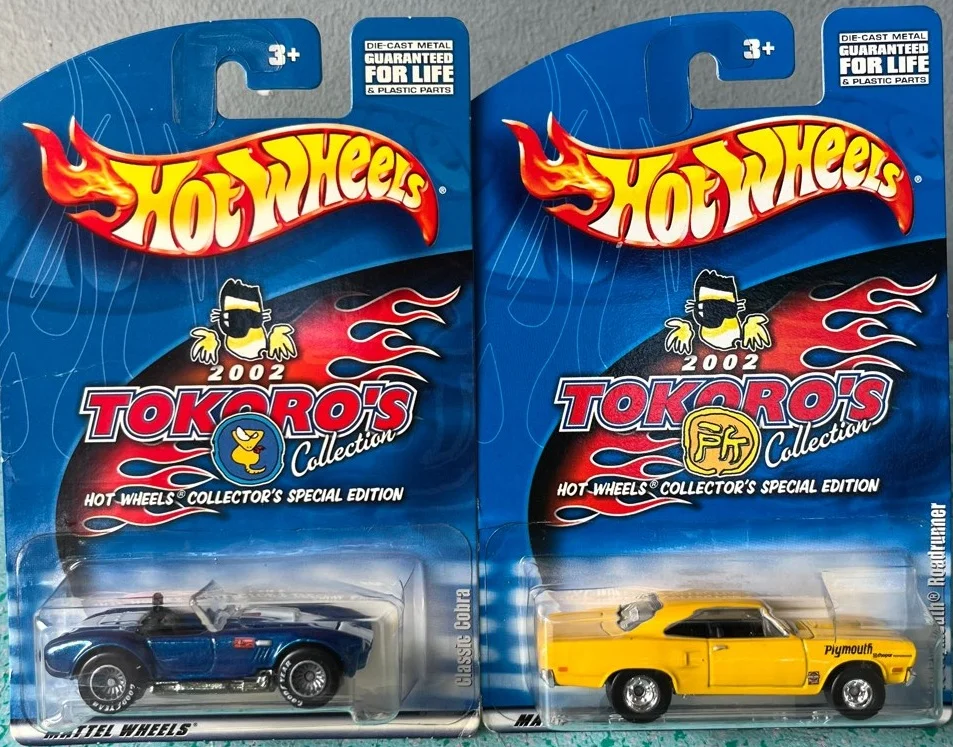 3+
DIE-CAST METAL
GUARANTEED
FOR LIFE
& PLASTIC PARTS
HOT WHEELS®
2002
TOKORO'S
Collection
HOT WHEELS® COLLECTOR'S SPECIAL EDITION
Classic Cobra
GOODYEAR
GOODYEAR
MATTEL WHEELS
3+
DIE-CAST METAL
GUARANTEED
FOR LIFE
& PLASTIC PARTS
HOT WHEELS®
2002
TOKORO'S
Collection
HOT WHEELS® COLLECTOR'S SPECIAL EDITION
® Roadrunner
Plymouth
MA